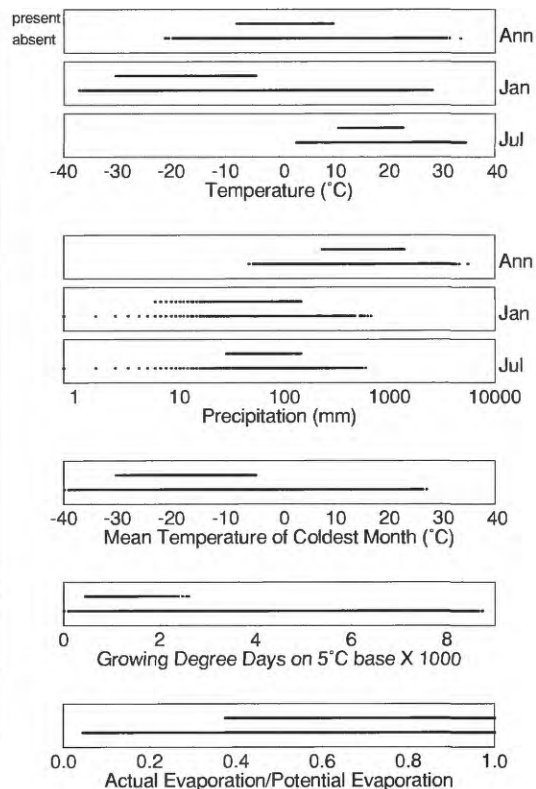 present
absent
Ann
Jan
Jul
-40 -30 -20 -10 0 10 20 30 40
Temperature (˚C)
Ann
Jan
Jul
1 10 100 1000 10000
Precipitation (mm)
-40 -30 -20 -10 0 10 20 30 40
Mean Temperature of Coldest Month (˚C)
0 2 4 6 8
Growing Degree Days on 5˚C base X 1000
0.0 0.2 0.4 0.6 0.8 1.0
Actual Evaporation/Potential Evaporation